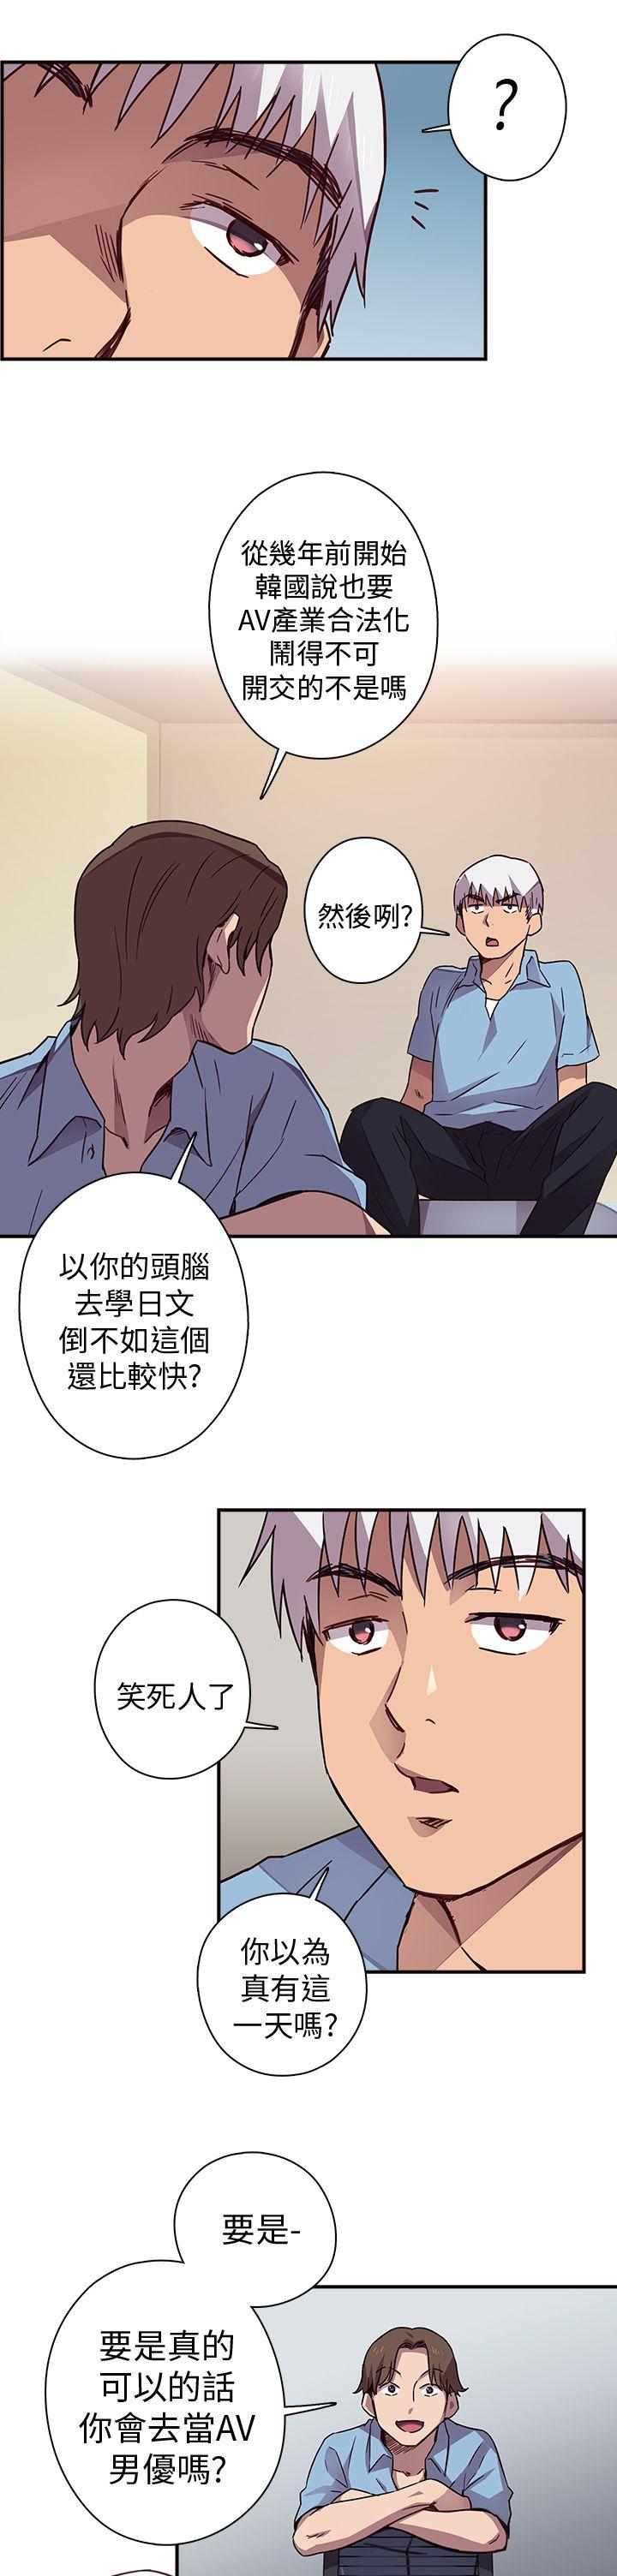 ?
從幾年前開始
韓國說也要
AV產業合法化
鬧得不可
開交的不是嗎
然後咧?
以你的頭腦
去學日文
倒不如這個
還比較快?
笑死人了
你以為
真有這
一天嗎?
要是-
要是真的
可以的話
你會去當AV
男優嗎?